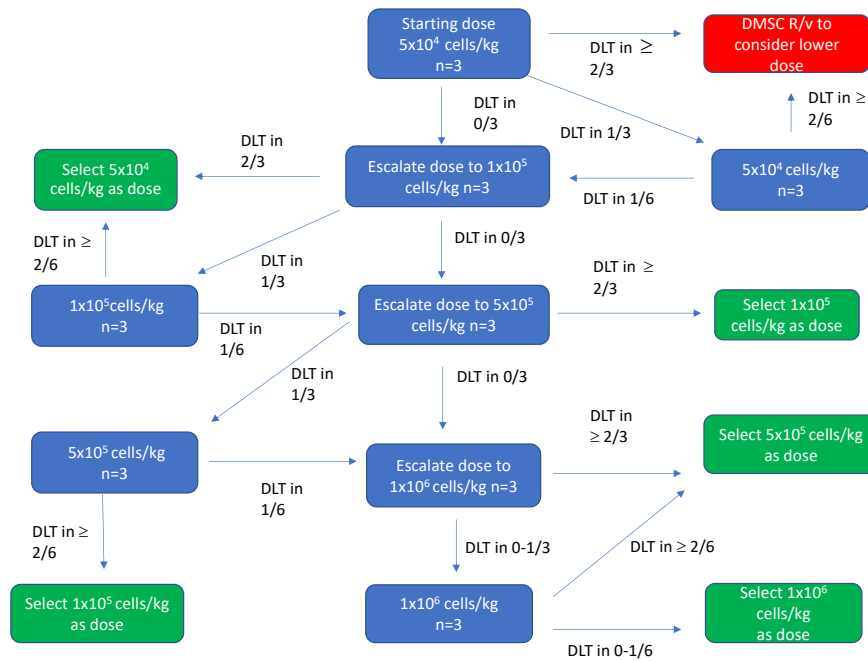 Starting dose
5x10⁴ cells/kg
n=3
DLT in ≥
2/3
DMSC R/v to
consider lower
dose
DLT in
0/3
DLT in 1/3
DLT in ≥
2/6
DLT in
2/3
Select 5x10⁴
cells/kg as dose
Escalate dose to 1x10⁵
cells/kg n=3
5x10⁴ cells/kg
n=3
DLT in 1/6
DLT in ≥
2/6
DLT in
1/3
DLT in 0/3
DLT in ≥
2/3
1x10⁵cells/kg
n=3
DLT in
1/6
Escalate dose to 5x10⁵
cells/kg n=3
Select 1x10⁵
cells/kg as dose
DLT in
1/3
DLT in 0/3
DLT in
≥ 2/3
5x10⁵ cells/kg
n=3
DLT in
1/6
Escalate dose to
1x10⁶ cells/kg n=3
Select 5x10⁵ cells/kg
as dose
DLT in ≥
2/6
DLT in 0-1/3
DLT in ≥ 2/6
Select 1x10⁵ cells/kg
as dose
1x10⁶ cells/kg
n=3
DLT in 0-1/6
Select 1x10⁶
cells/kg
as dose